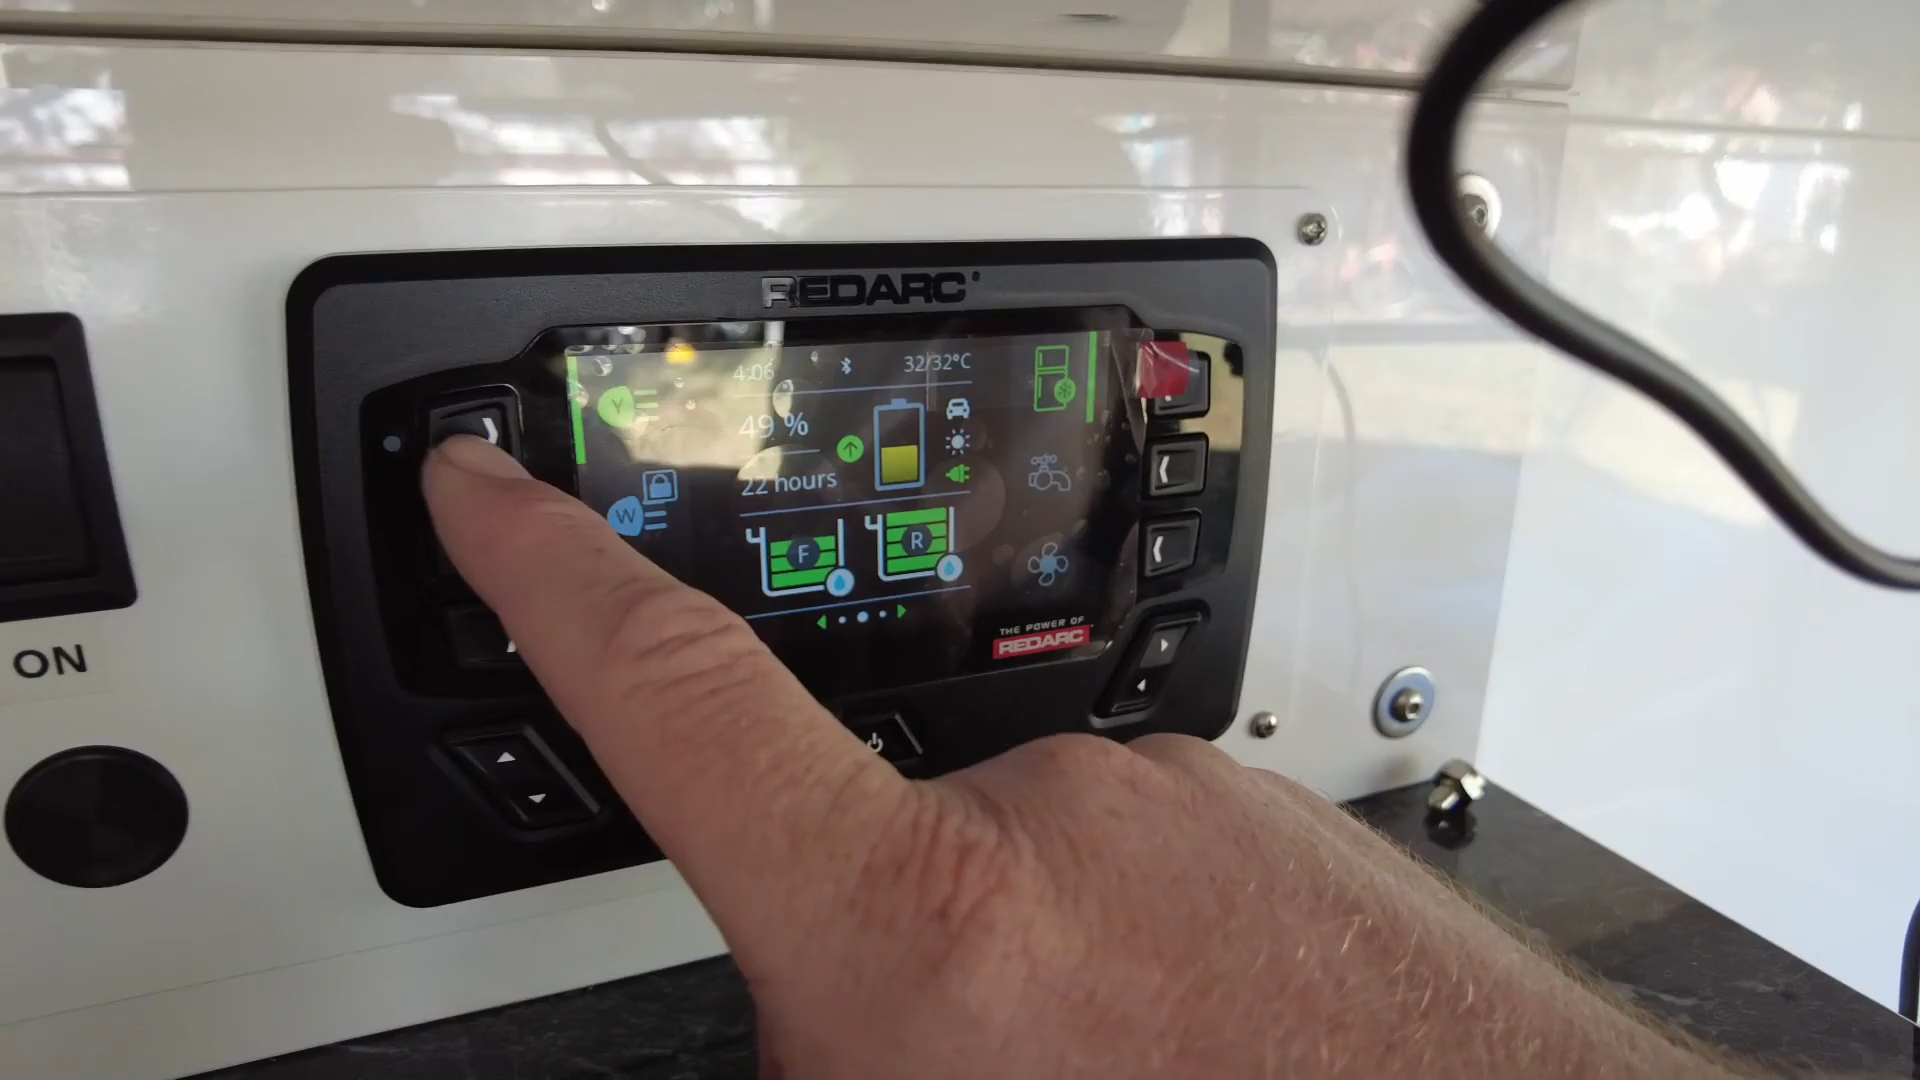 REDARC
4:06
32/32°C
Y
49 %
22 hours
W
F
R
THE POWER OF
REDARC
ON